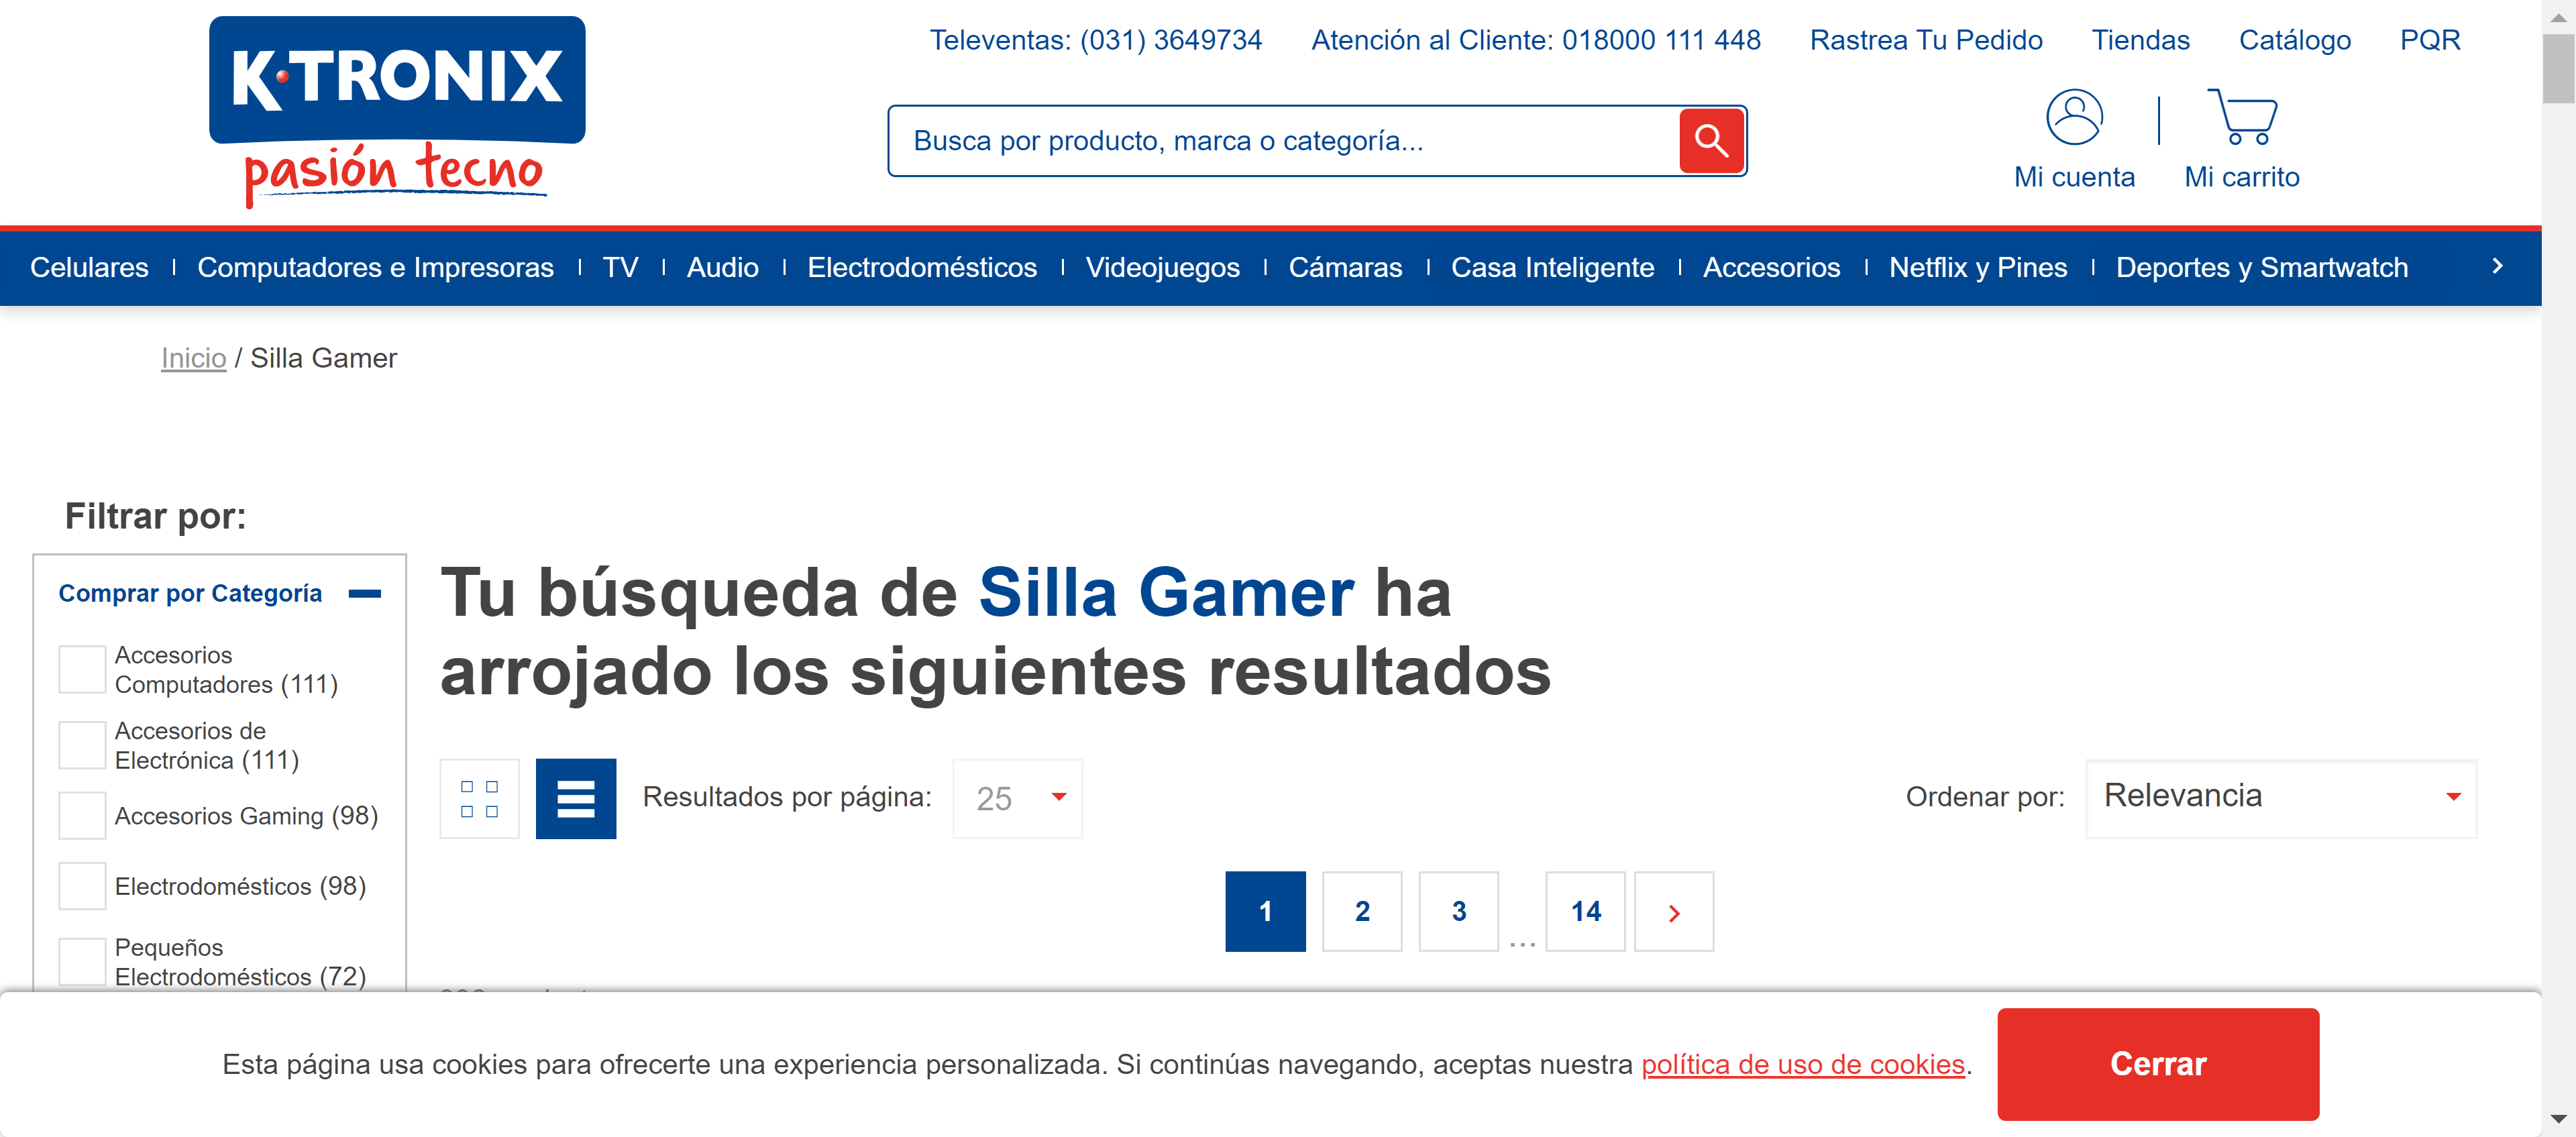 K·TRONIX
pasión tecno
Televentas: (031) 3649734 Atención al Cliente: 018000 111 448 Rastrea Tu Pedido Tiendas Catálogo PQR
Busca por producto, marca o categoría...
Mi cuenta Mi carrito
Celulares Computadores e Impresoras TV Audio Electrodomésticos Videojuegos Cámaras Casa Inteligente Accesorios Netflix y Pines Deportes y Smartwatch
Inicio / Silla Gamer
Filtrar por:
Comprar por Categoría
Accesorios
Computadores (111)
Accesorios de
Electrónica (111)
Accesorios Gaming (98)
Electrodomésticos (98)
Pequeños
Electrodomésticos (72)
Tu búsqueda de Silla Gamer ha
arrojado los siguientes resultados
Resultados por página: 25
Ordenar por: Relevancia
1 2 3 ... 14
Esta página usa cookies para ofrecerte una experiencia personalizada. Si continúas navegando, aceptas nuestra política de uso de cookies.
Cerrar